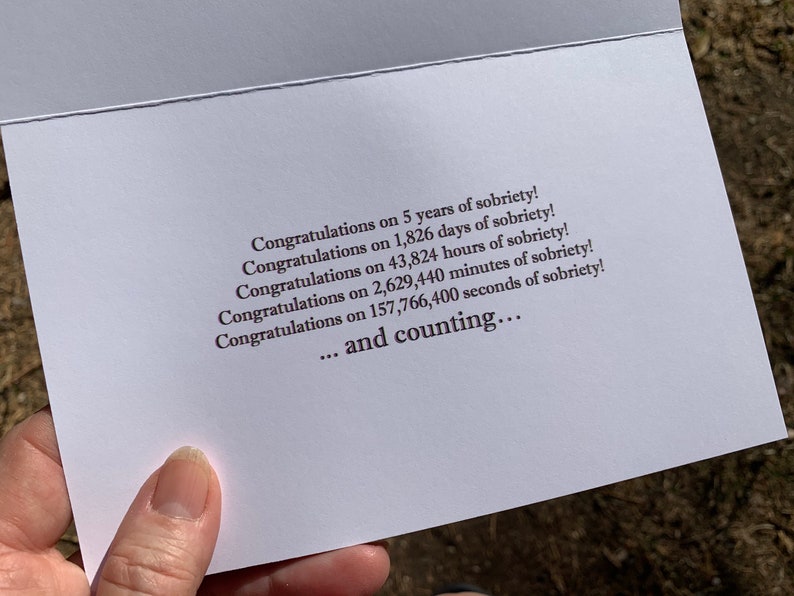 Congratulations on 5 years of sobriety!
Congratulations on 1,826 days of sobriety!
Congratulations on 43,824 hours of sobriety!
Congratulations on 2,629,440 minutes of sobriety!
Congratulations on 157,766,400 seconds of sobriety!
... and counting...